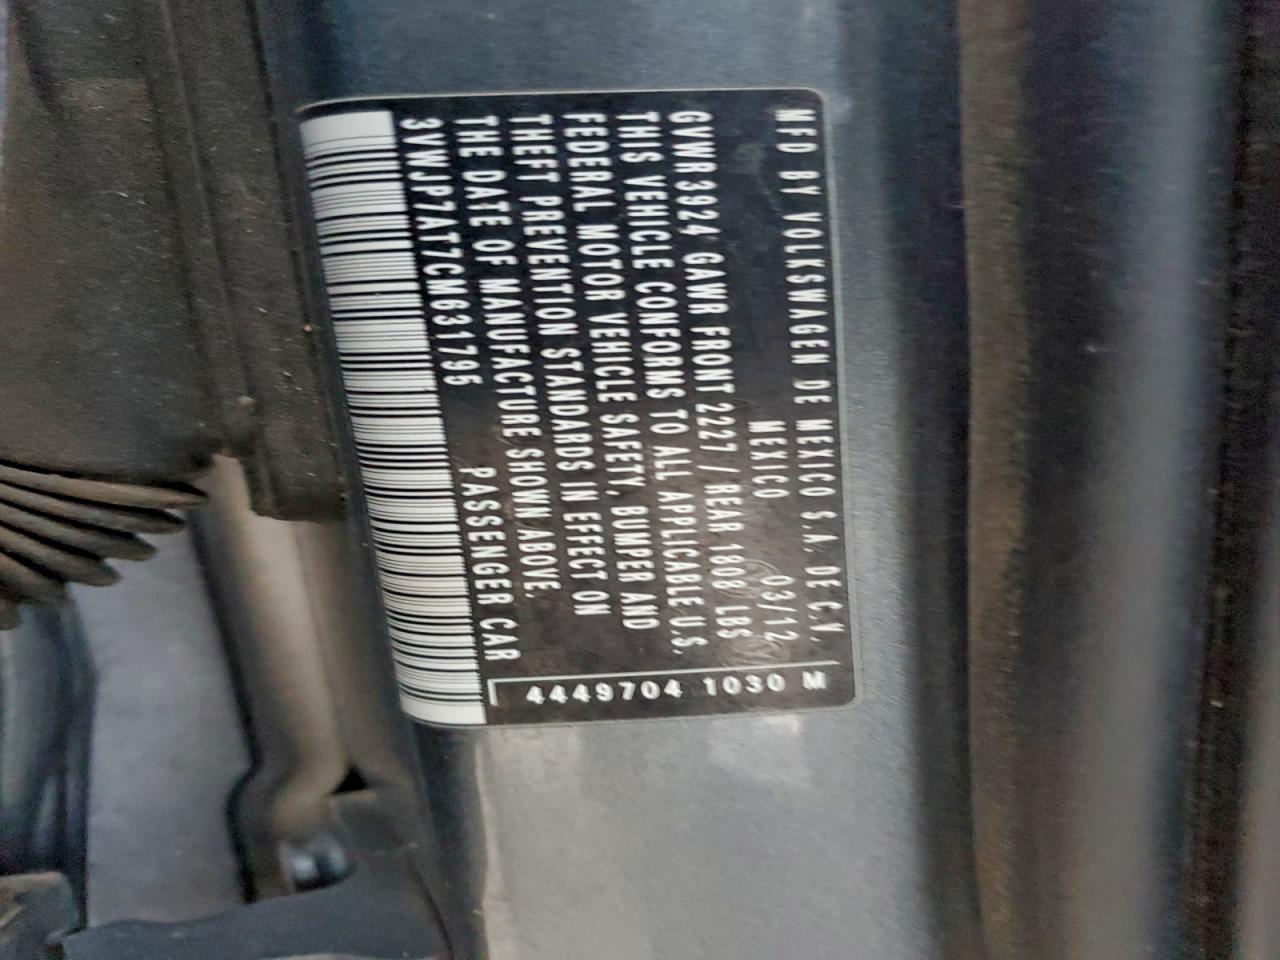 MFD BY VOLKSWAGEN DE MEXICO S.A. DE C.V.
MEXICO 03/12
GVWR 3924 GAWR FRONT 2227 / REAR 1808 LBS
THIS VEHICLE CONFORMS TO ALL APPLICABLE U.S.
FEDERAL MOTOR VEHICLE SAFETY, BUMPER AND
THEFT PREVENTION STANDARDS IN EFFECT ON
THE DATE OF MANUFACTURE SHOWN ABOVE.
3VWJP7AT7CM631795 PASSENGER CAR
4449704 1030 M